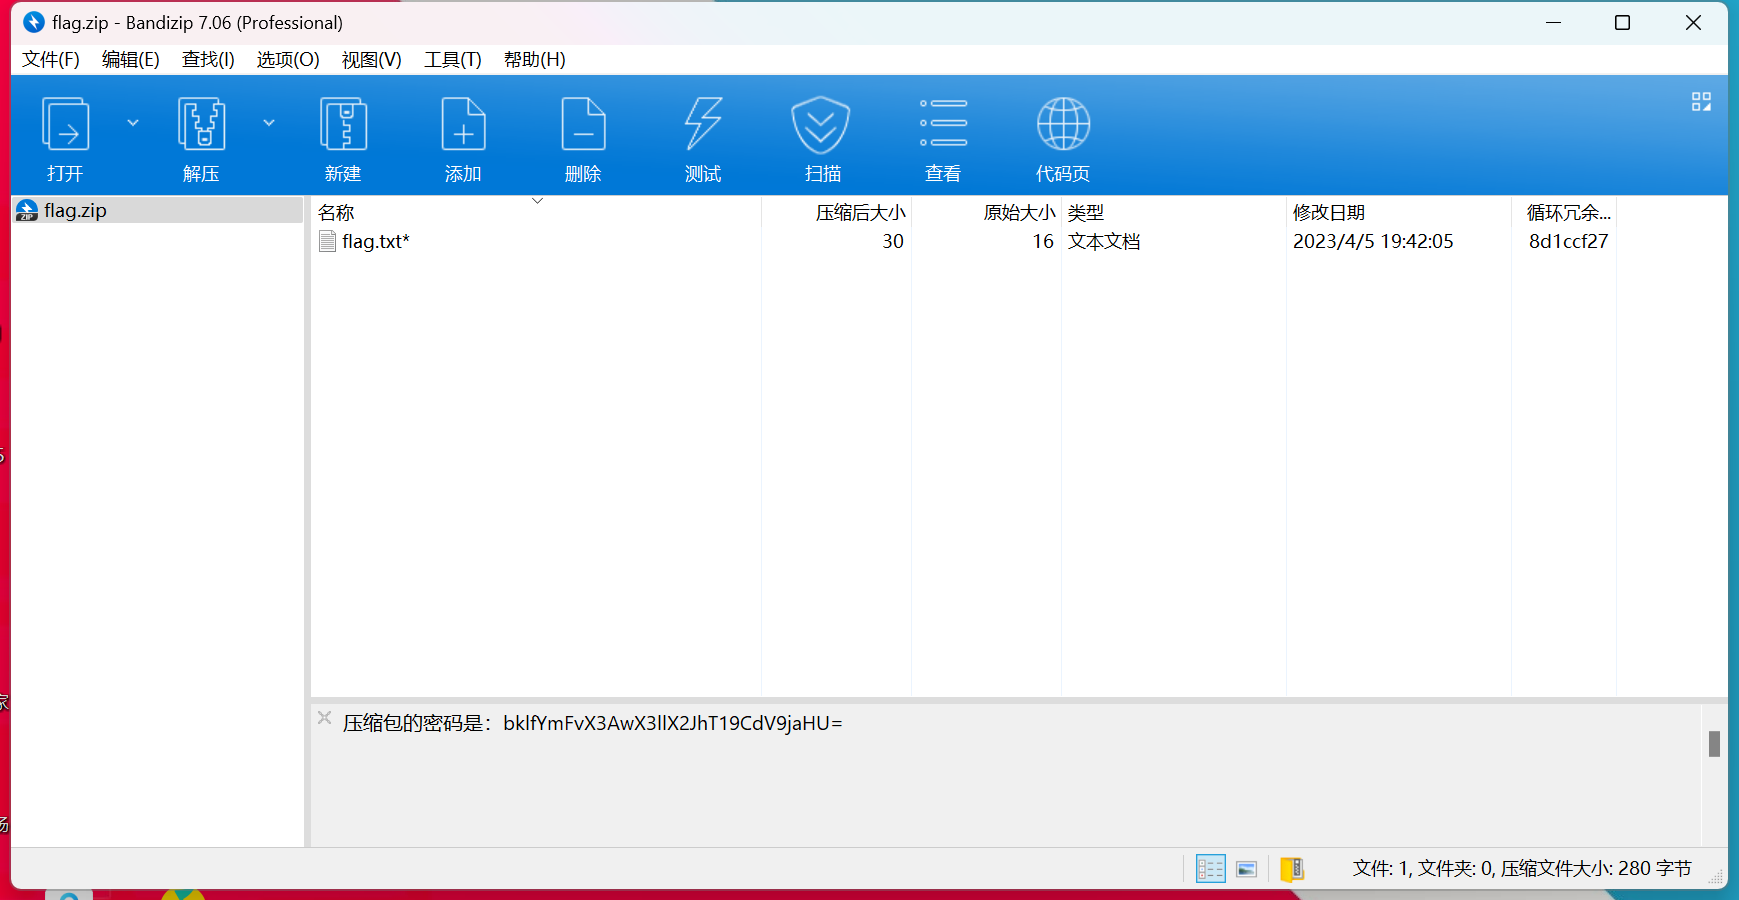 flag.zip - Bandizip 7.06 (Professional)
文件(F) 编辑(E) 查找(I) 选项(O) 视图(V) 工具(T) 帮助(H)
打开 解压 新建 添加 删除 测试 扫描 查看 代码页
flag.zip
名称 压缩后大小 原始大小 类型 修改日期 循环冗余...
flag.txt* 30 16 文本文档 2023/4/5 19:42:05 8d1ccf27
压缩包的密码是：bklfYmFvX3AwX3llX2JhT19CdV9jaHU=
文件: 1, 文件夹: 0, 压缩文件大小: 280 字节